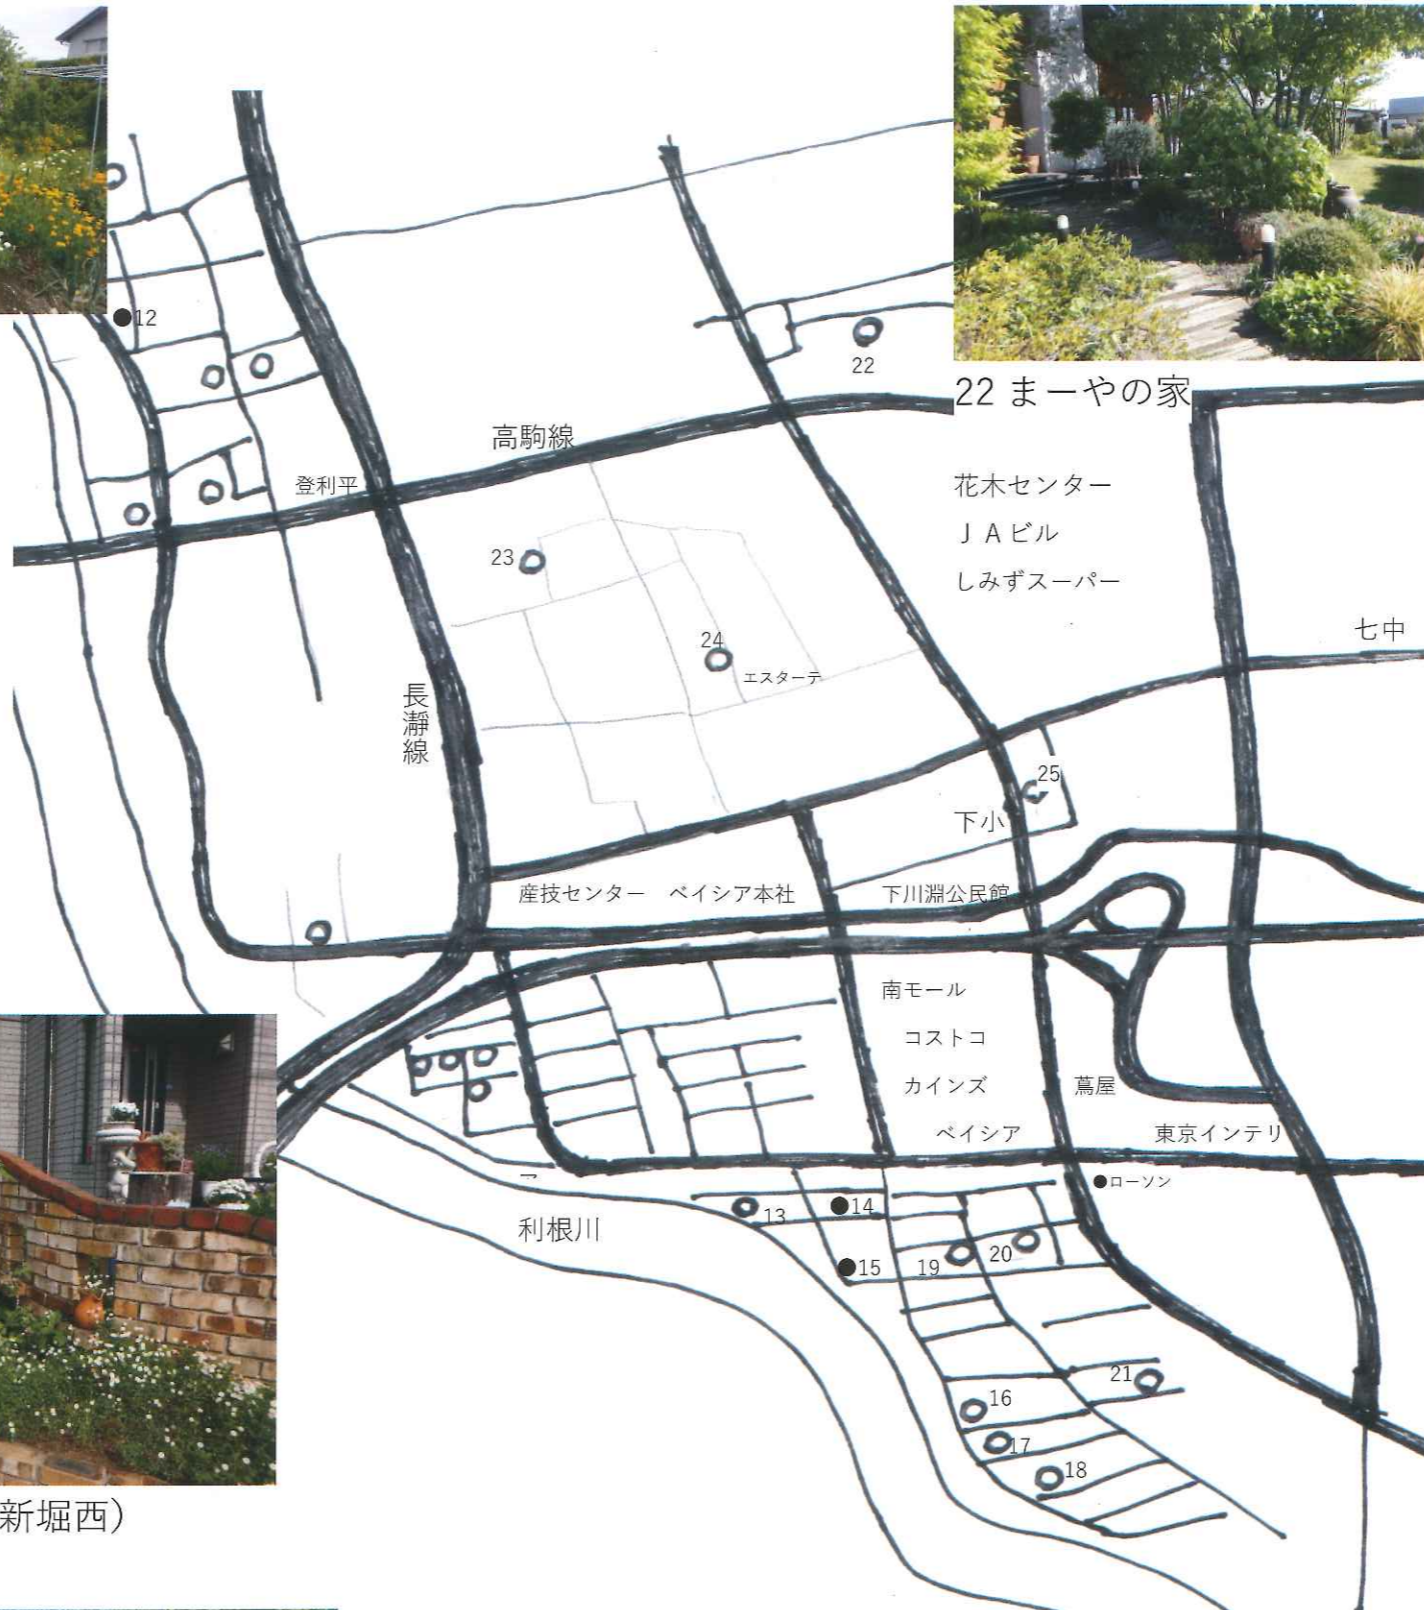 12
22
22 まーやの家
高駒線
登利平
花木センター
ＪＡビル
しみずスーパー
23
24
エスターテ
七中
長瀞線
25
下小
産技センター　ベイシア本社
下川淵公民館
南モール
コストコ
カインズ
蔦屋
ベイシア
東京インテリ
ローソン
利根川
13
14
15
19
20
21
16
17
18
新堀西）